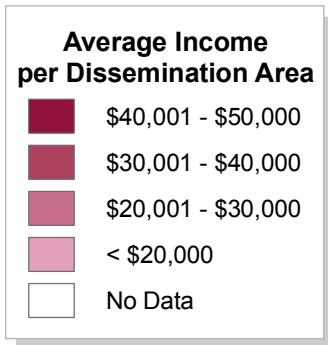 Average Income
per Dissemination Area
$40,001 - $50,000
$30,001 - $40,000
$20,001 - $30,000
< $20,000
No Data